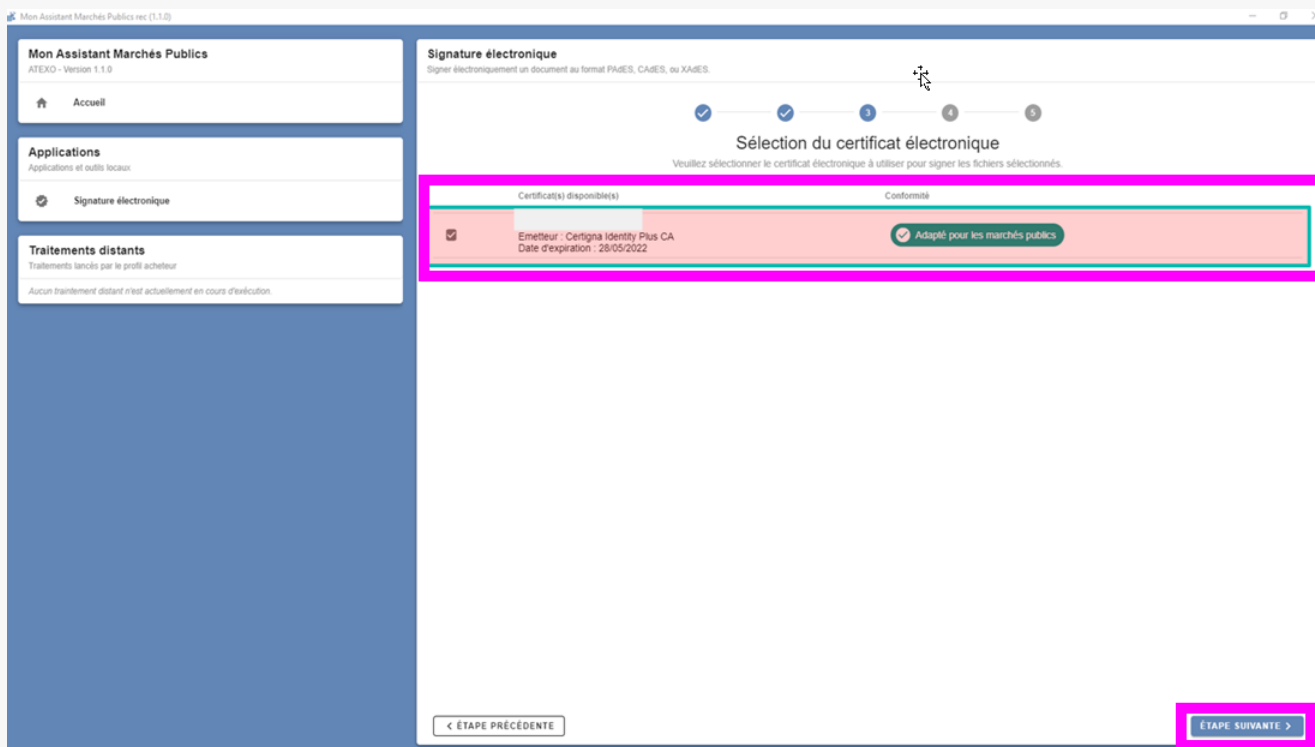 Mon Assistant Marchés Publics rec (1.1.0)
Mon Assistant Marchés Publics
ATEXO - Version 1.1.0
Accueil
Applications
Applications et outils locaux
Signature électronique
Traitements distants
Traitements lancés par le profil acheteur
Aucun traintement distant n'est actuellement en cours d'exécution.
Signature électronique
Signer électroniquement un document au format PAdES, CAdES, ou XAdES.
3 4 5
Sélection du certificat électronique
Veuillez sélectionner le certificat électronique à utiliser pour signer les fichiers sélectionnés.
Certificat(s) disponible(s) Conformité
Emetteur : Certigna Identity Plus CA
Date d'expiration : 28/05/2022
Adapté pour les marchés publics
< ÉTAPE PRÉCÉDENTE
ÉTAPE SUIVANTE >